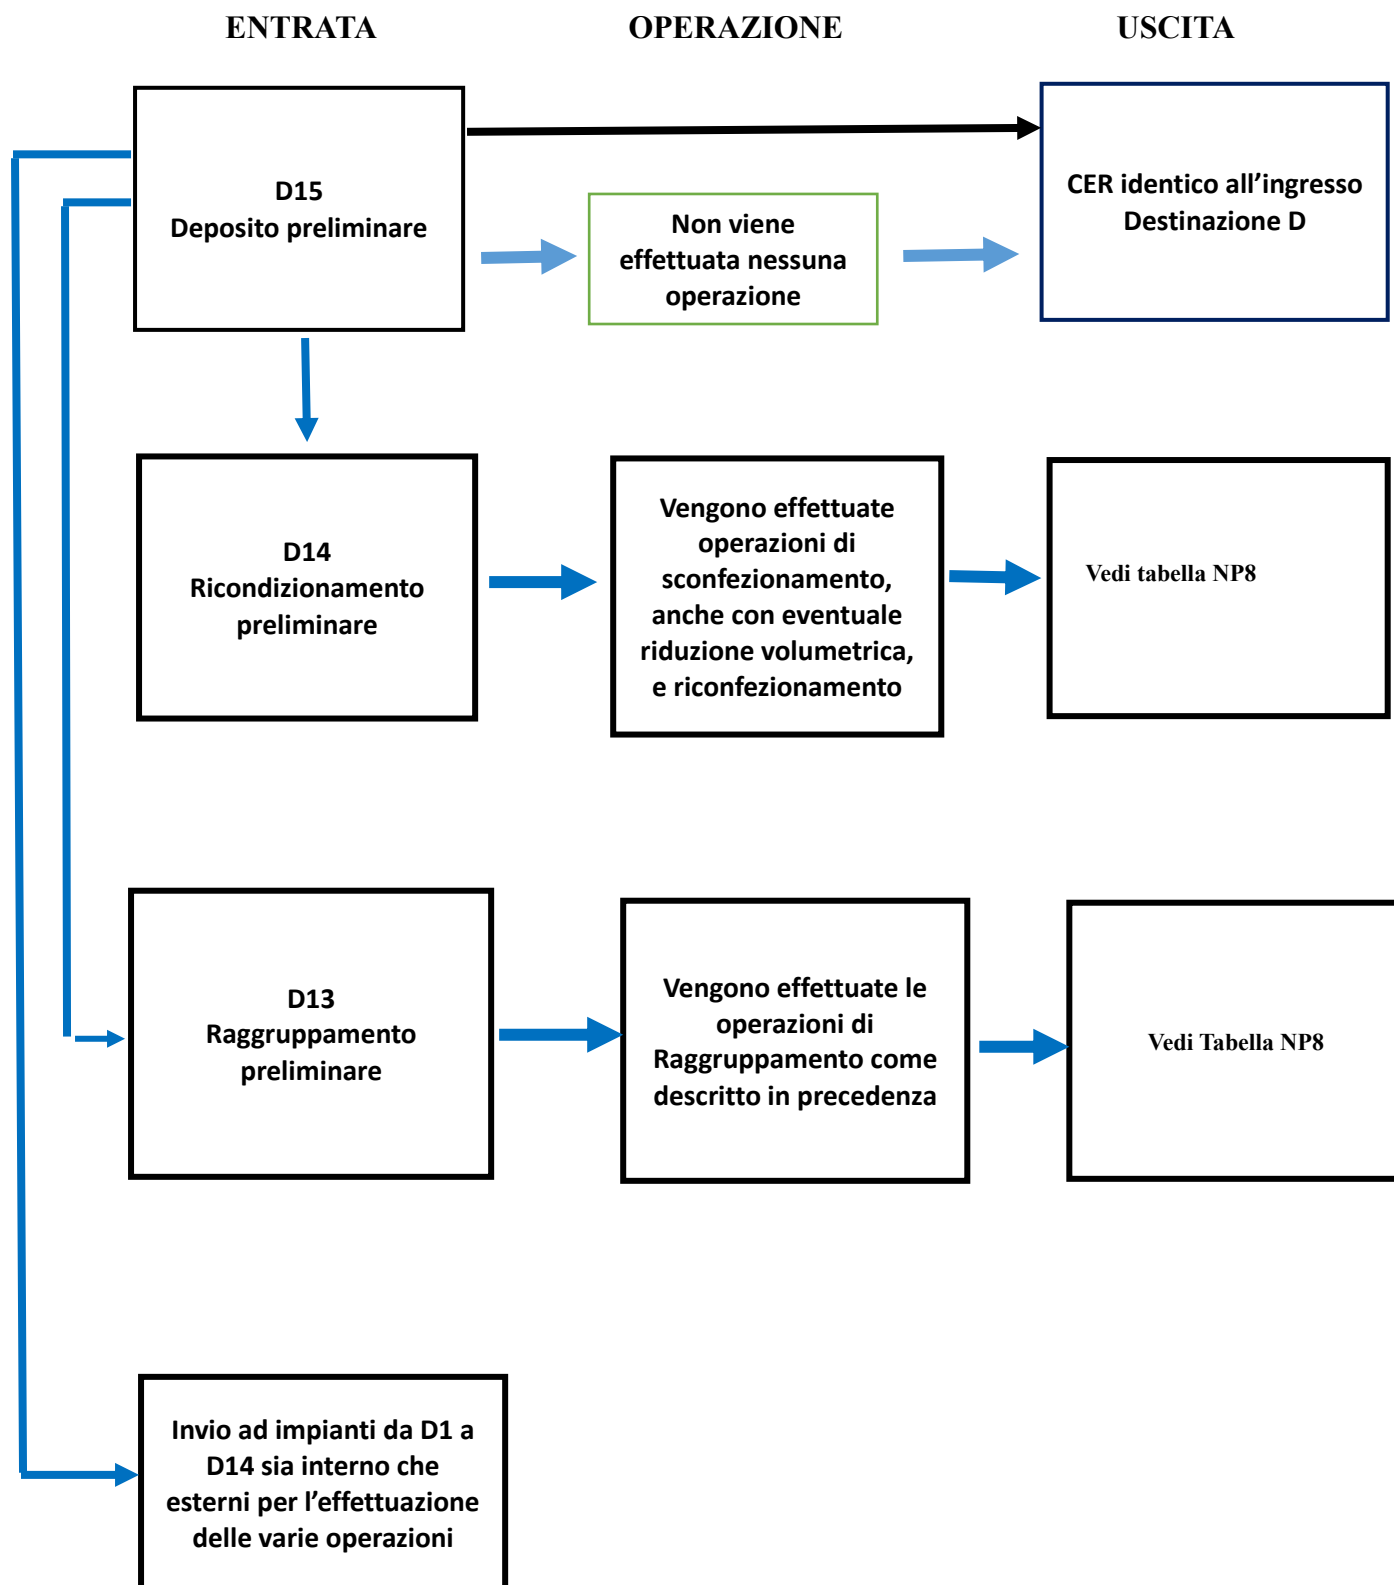 ENTRATA
OPERAZIONE
USCITA
D15
Deposito preliminare
Non viene
effettuata nessuna
operazione
CER identico all’ingresso
Destinazione D
D14
Ricondizionamento
preliminare
Vengono effettuate
operazioni di
sconfezionamento,
anche con eventuale
riduzione volumetrica,
e riconfezionamento
Vedi tabella NP8
D13
Raggruppamento
preliminare
Vengono effettuate le
operazioni di
Raggruppamento come
descritto in precedenza
Vedi Tabella NP8
Invio ad impianti da D1 a
D14 sia interno che
esterni per l’effettuazione
delle varie operazioni